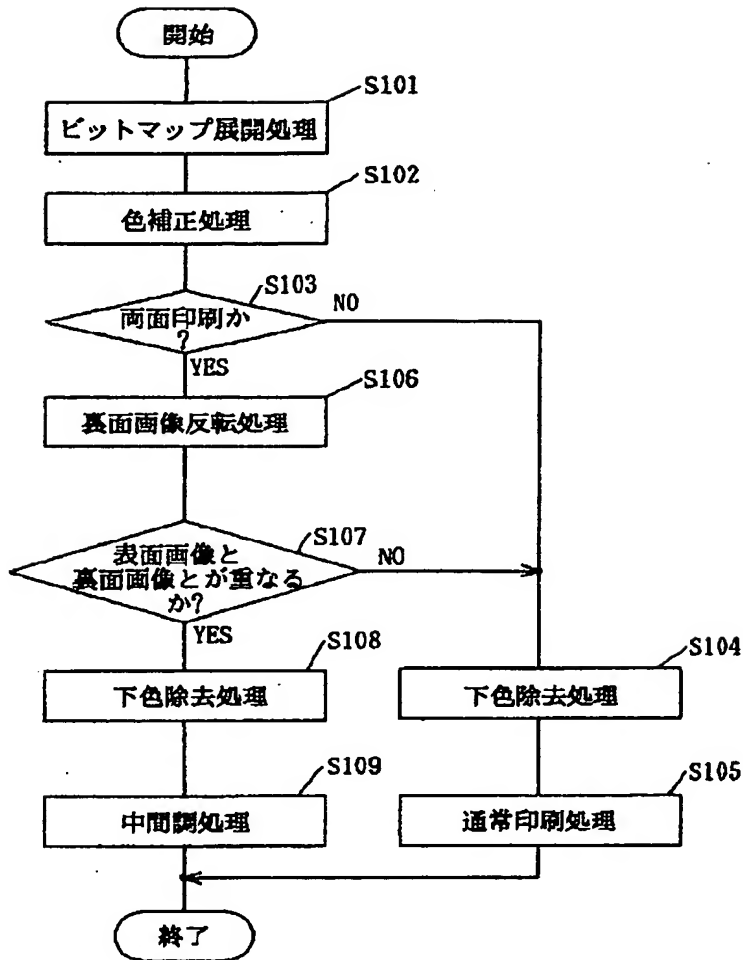 開始
S101
ビットマップ展開処理
S102
色補正処理
S103
両面印刷か
?
NO
YES
S106
裏面画像反転処理
S107
表面画像と
裏面画像とが重なる
か?
NO
YES
S108
下色除去処理
S104
下色除去処理
S109
中間調処理
S105
通常印刷処理
終了